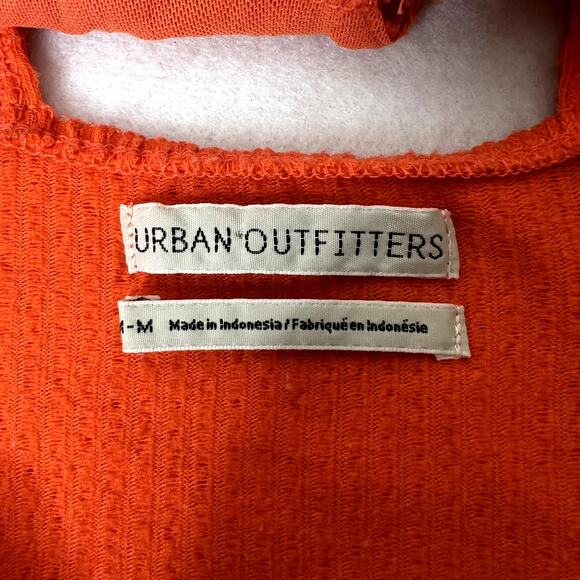 URBAN OUTFITTERS
-M Made in Indonesia / Fabriqué en Indonésie